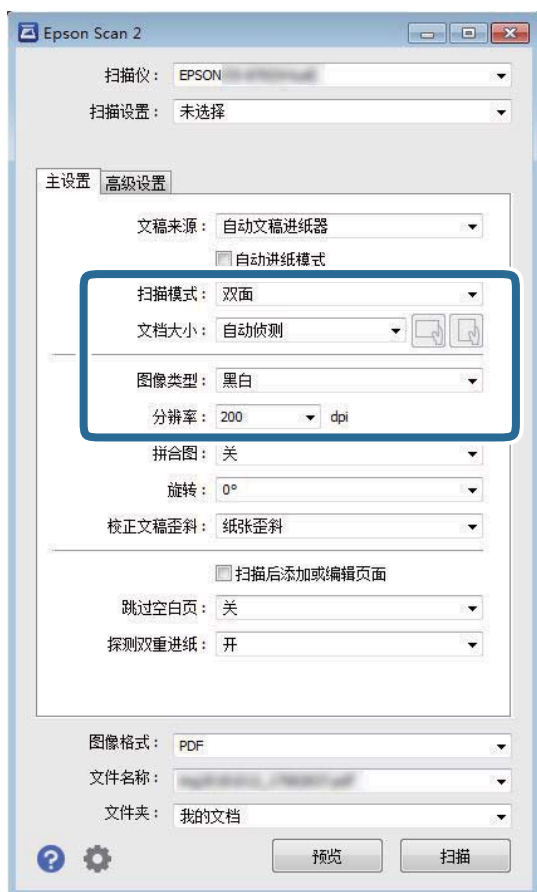 Epson Scan 2
扫描仪： EPSON
扫描设置： 未选择
主设置 高级设置
文稿来源： 自动文稿进纸器
自动进纸模式
扫描模式： 双面
文档大小： 自动侦测
图像类型： 黑白
分辨率： 200 dpi
拼合图： 关
旋转： 0°
校正文稿歪斜： 纸张歪斜
扫描后添加或编辑页面
跳过空白页： 关
探测双重进纸： 开
图像格式： PDF
文件名称：
文件夹： 我的文档
? 预览 扫描